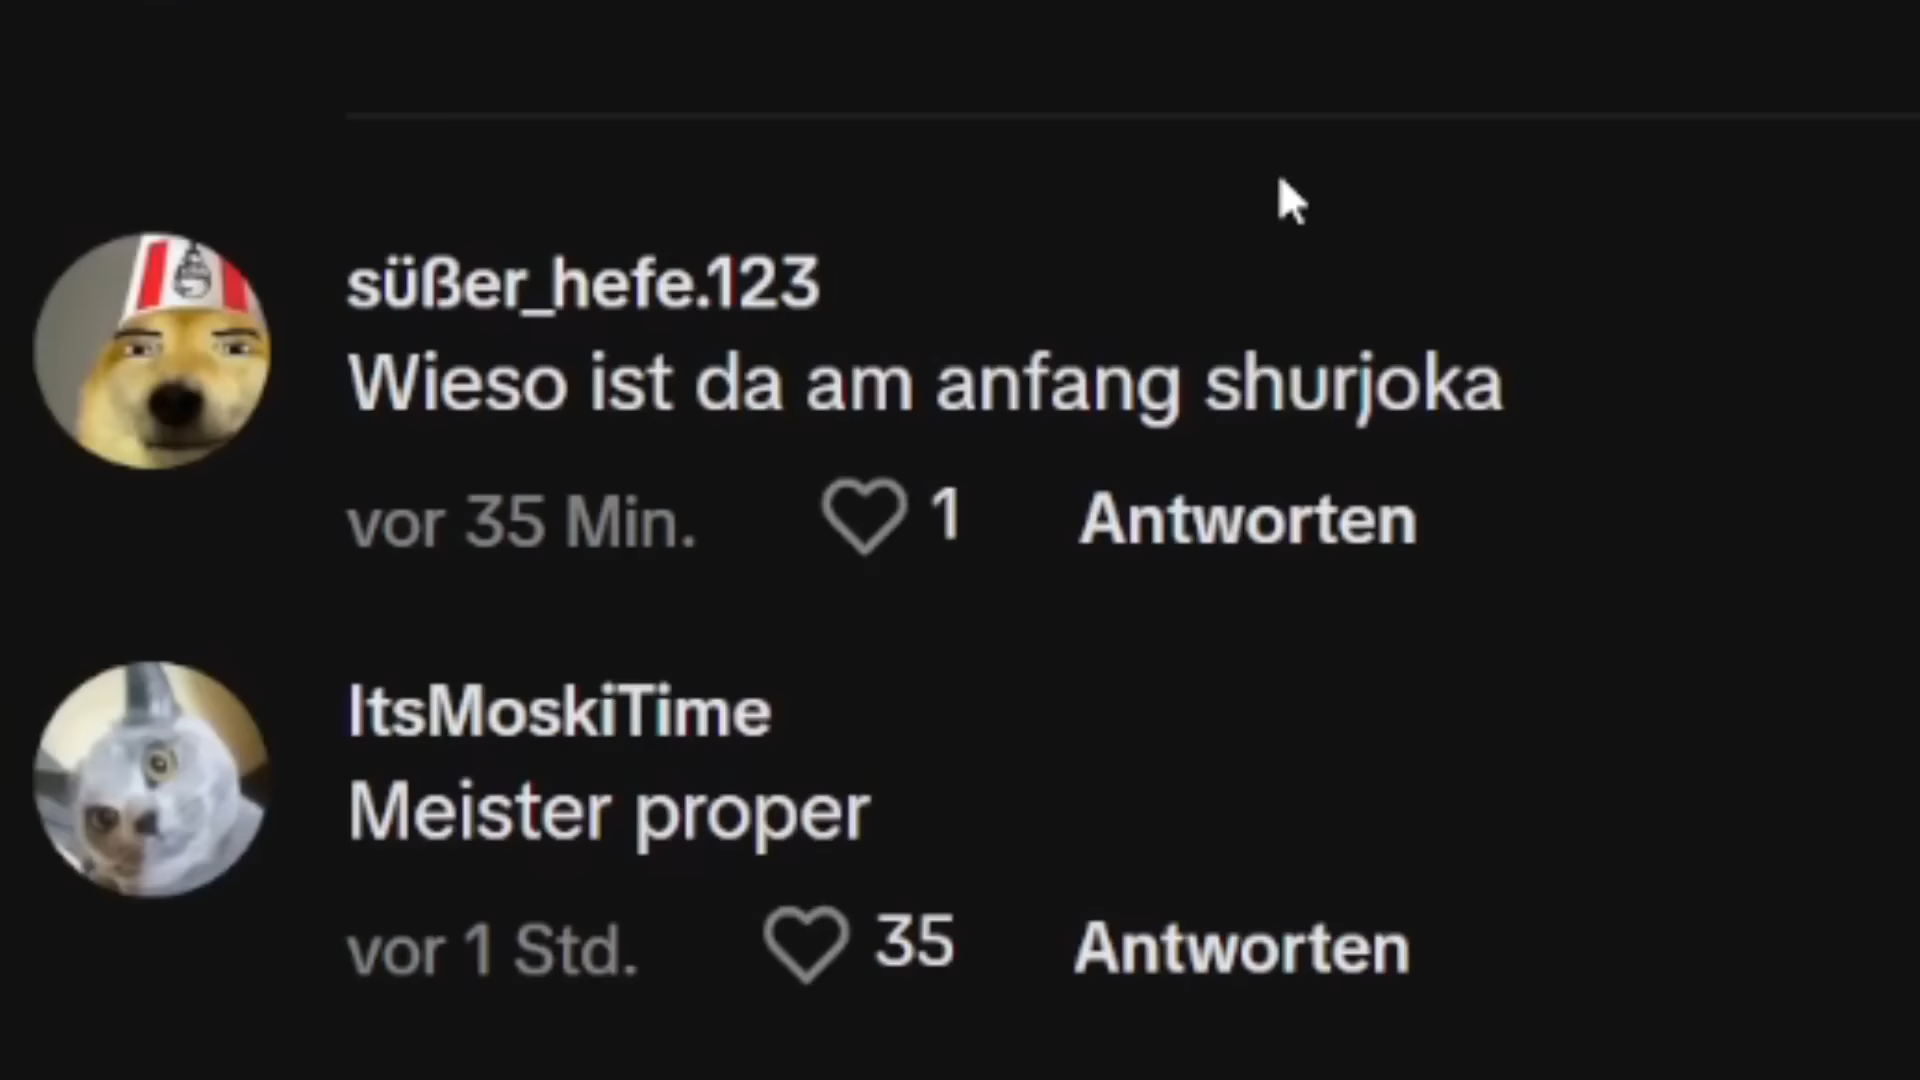 süßer_hefe.123
Wieso ist da am anfang shurjoka
vor 35 Min. 1 Antworten
ItsMoskiTime
Meister proper
vor 1 Std. 35 Antworten